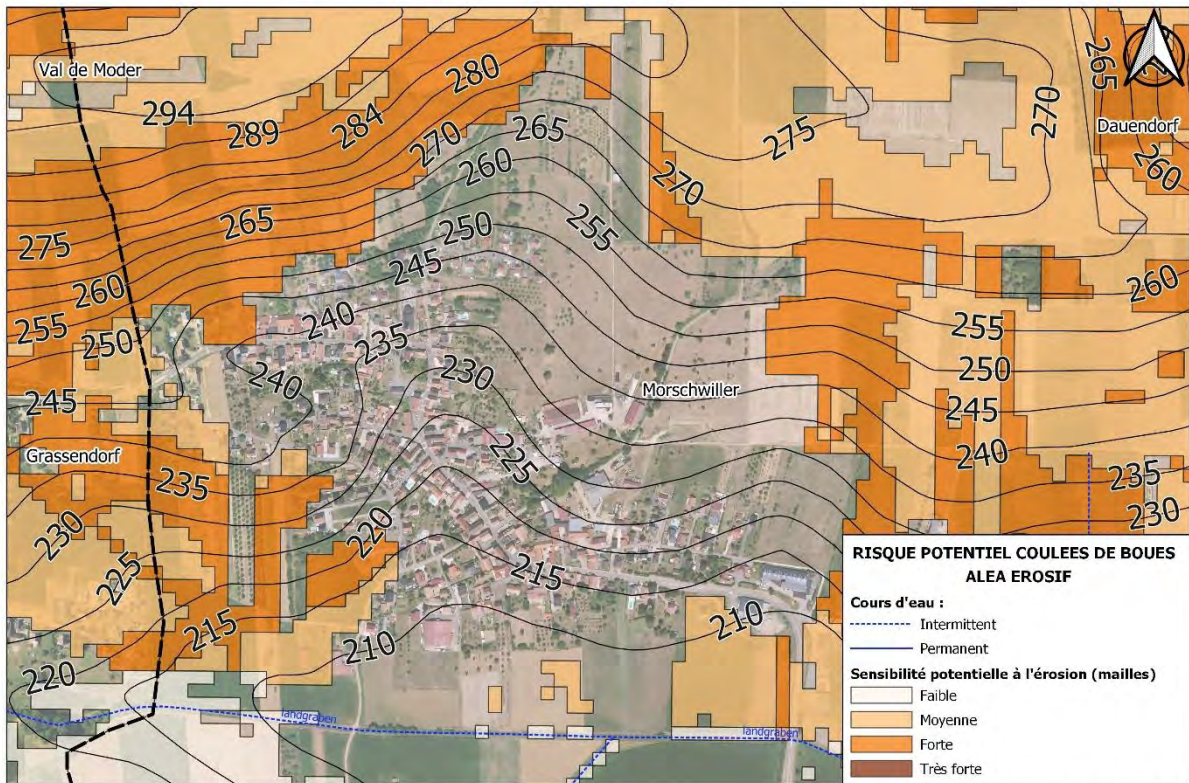 Val de Moder
294
289
284
280
270
265
260
265
275
260
255
250
250
245
245
240
235
240
230
255
270
275
270
265
Dauendorf
260
260
255
250
245
240
235
230
Morschwiller
225
Grassendorf
235
230
225
220
215
215
210
210
220
landgraben
landgraben
RISQUE POTENTIEL COULEES DE BOUES
ALEA EROSIF
Cours d'eau :
Intermittent
Permanent
Sensibilité potentielle à l'érosion (mailles)
Faible
Moyenne
Forte
Très forte